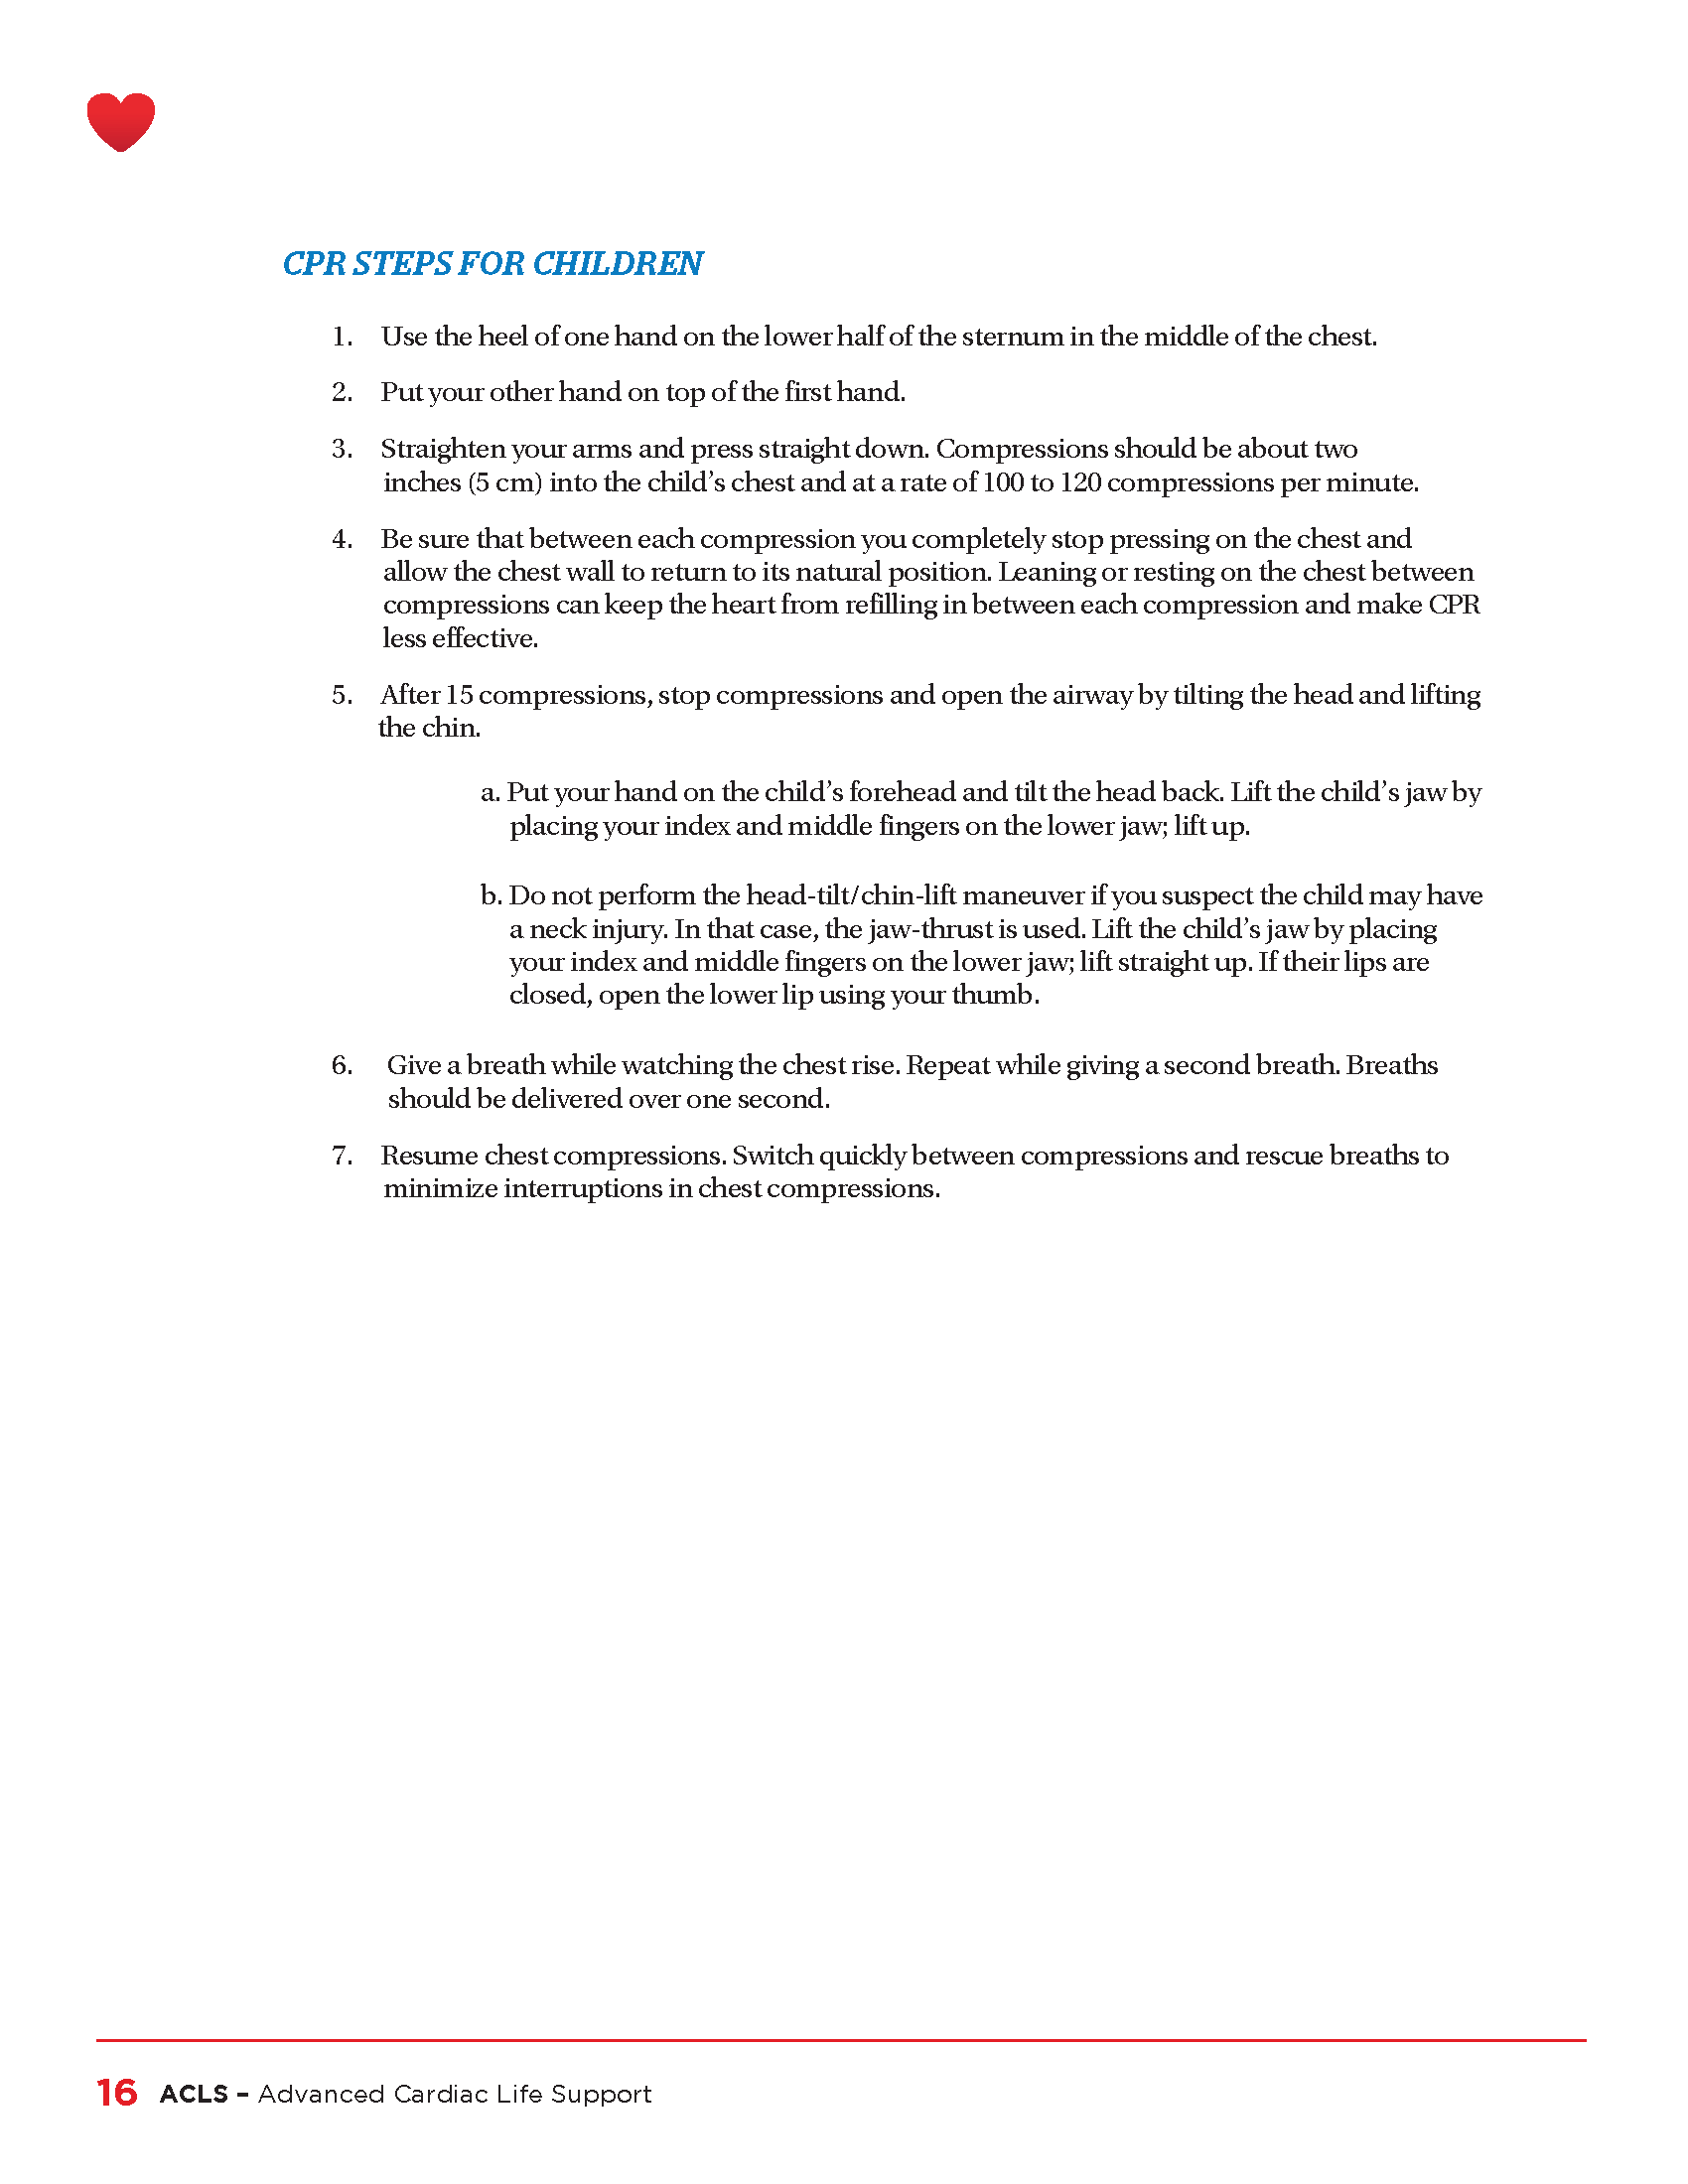 CPR STEPS FOR CHILDREN
1. Use the heel of one hand on the lower half of the sternum in the middle of the chest.
2. Put your other hand on top of the first hand.
3. Straighten your arms and press straight down. Compressions should be about two
inches (5 cm) into the child’s chest and at a rate of 100 to 120 compressions per minute.
4. Be sure that between each compression you completely stop pressing on the chest and
allow the chest wall to return to its natural position. Leaning or resting on the chest between
compressions can keep the heart from refilling in between each compression and make CPR
less effective.
5. After 15 compressions, stop compressions and open the airway by tilting the head and lifting
the chin.
a. Put your hand on the child’s forehead and tilt the head back. Lift the child’s jaw by
placing your index and middle fingers on the lower jaw; lift up.
b. Do not perform the head-tilt/chin-lift maneuver if you suspect the child may have
a neck injury. In that case, the jaw-thrust is used. Lift the child’s jaw by placing
your index and middle fingers on the lower jaw; lift straight up. If their lips are
closed, open the lower lip using your thumb.
6. Give a breath while watching the chest rise. Repeat while giving a second breath. Breaths
should be delivered over one second.
7. Resume chest compressions. Switch quickly between compressions and rescue breaths to
minimize interruptions in chest compressions.
16 ACLS – Advanced Cardiac Life Support